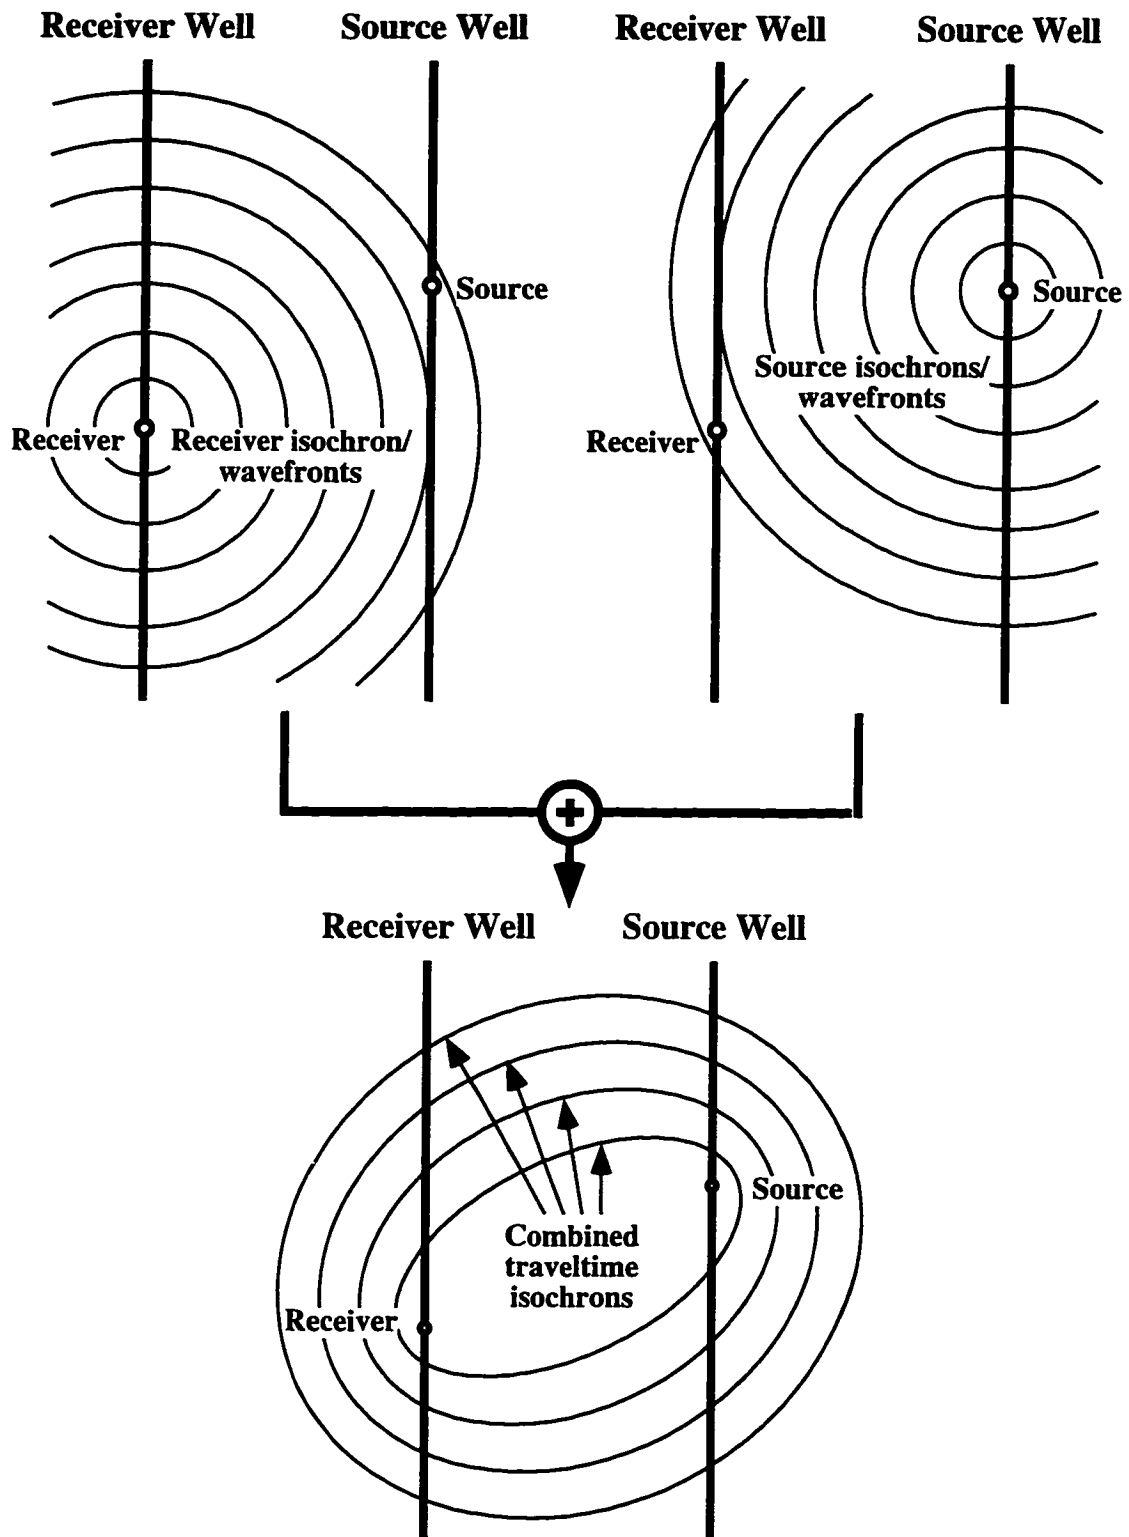 Receiver Well
Source Well
Receiver Well
Source Well
Source
Receiver
Receiver isochron/
wavefronts
Source
Source isochrons/
wavefronts
Receiver
+
Receiver Well
Source Well
Source
Combined
traveltime
isochrons
Receiver